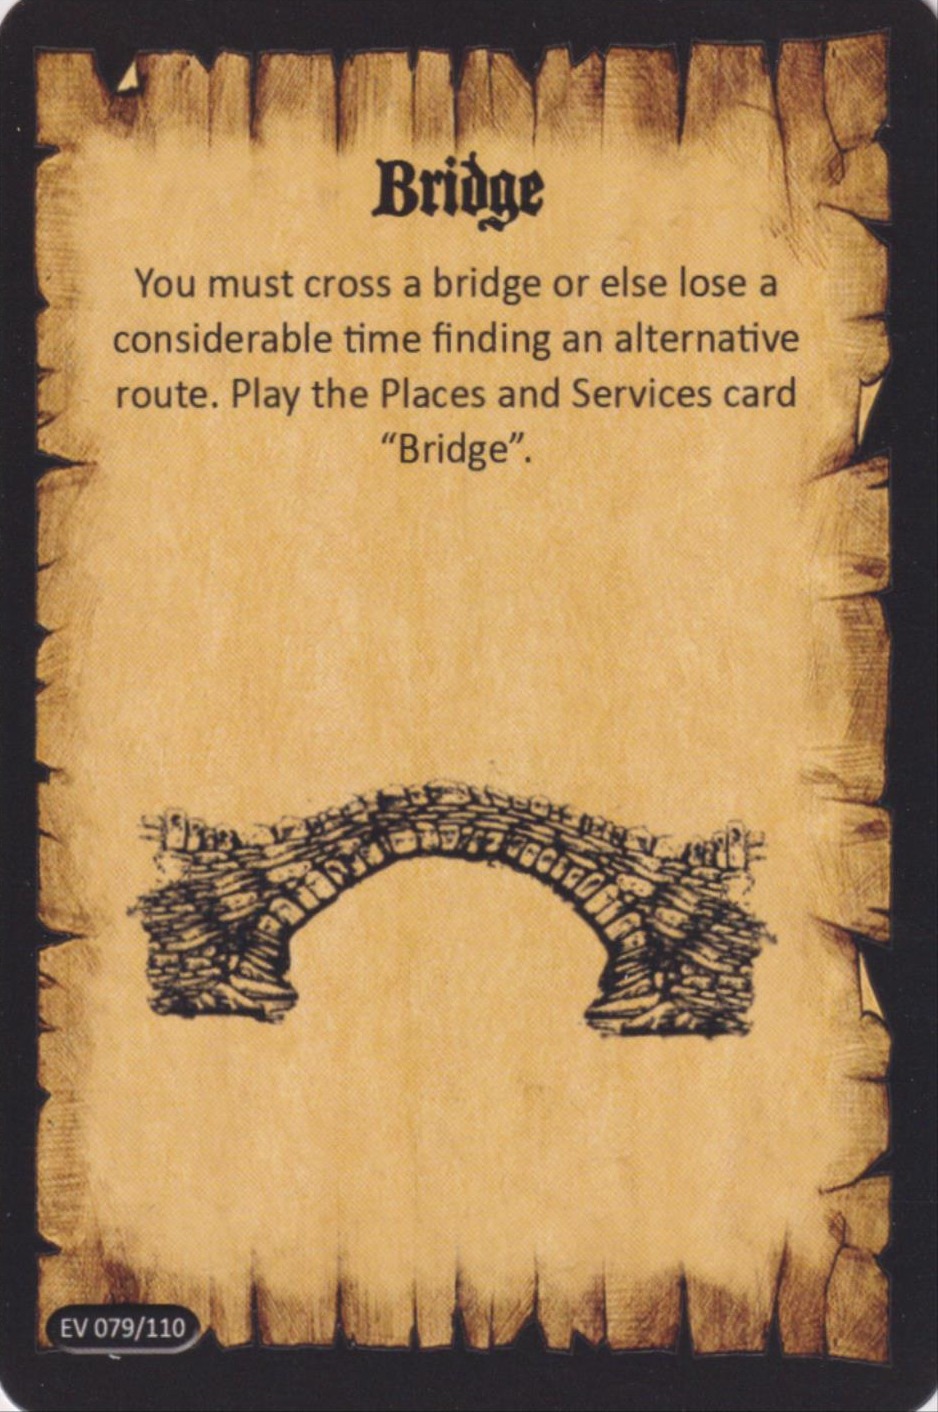 Bridge
You must cross a bridge or else lose a
considerable time finding an alternative
route. Play the Places and Services card
“Bridge”.
EV 079/110